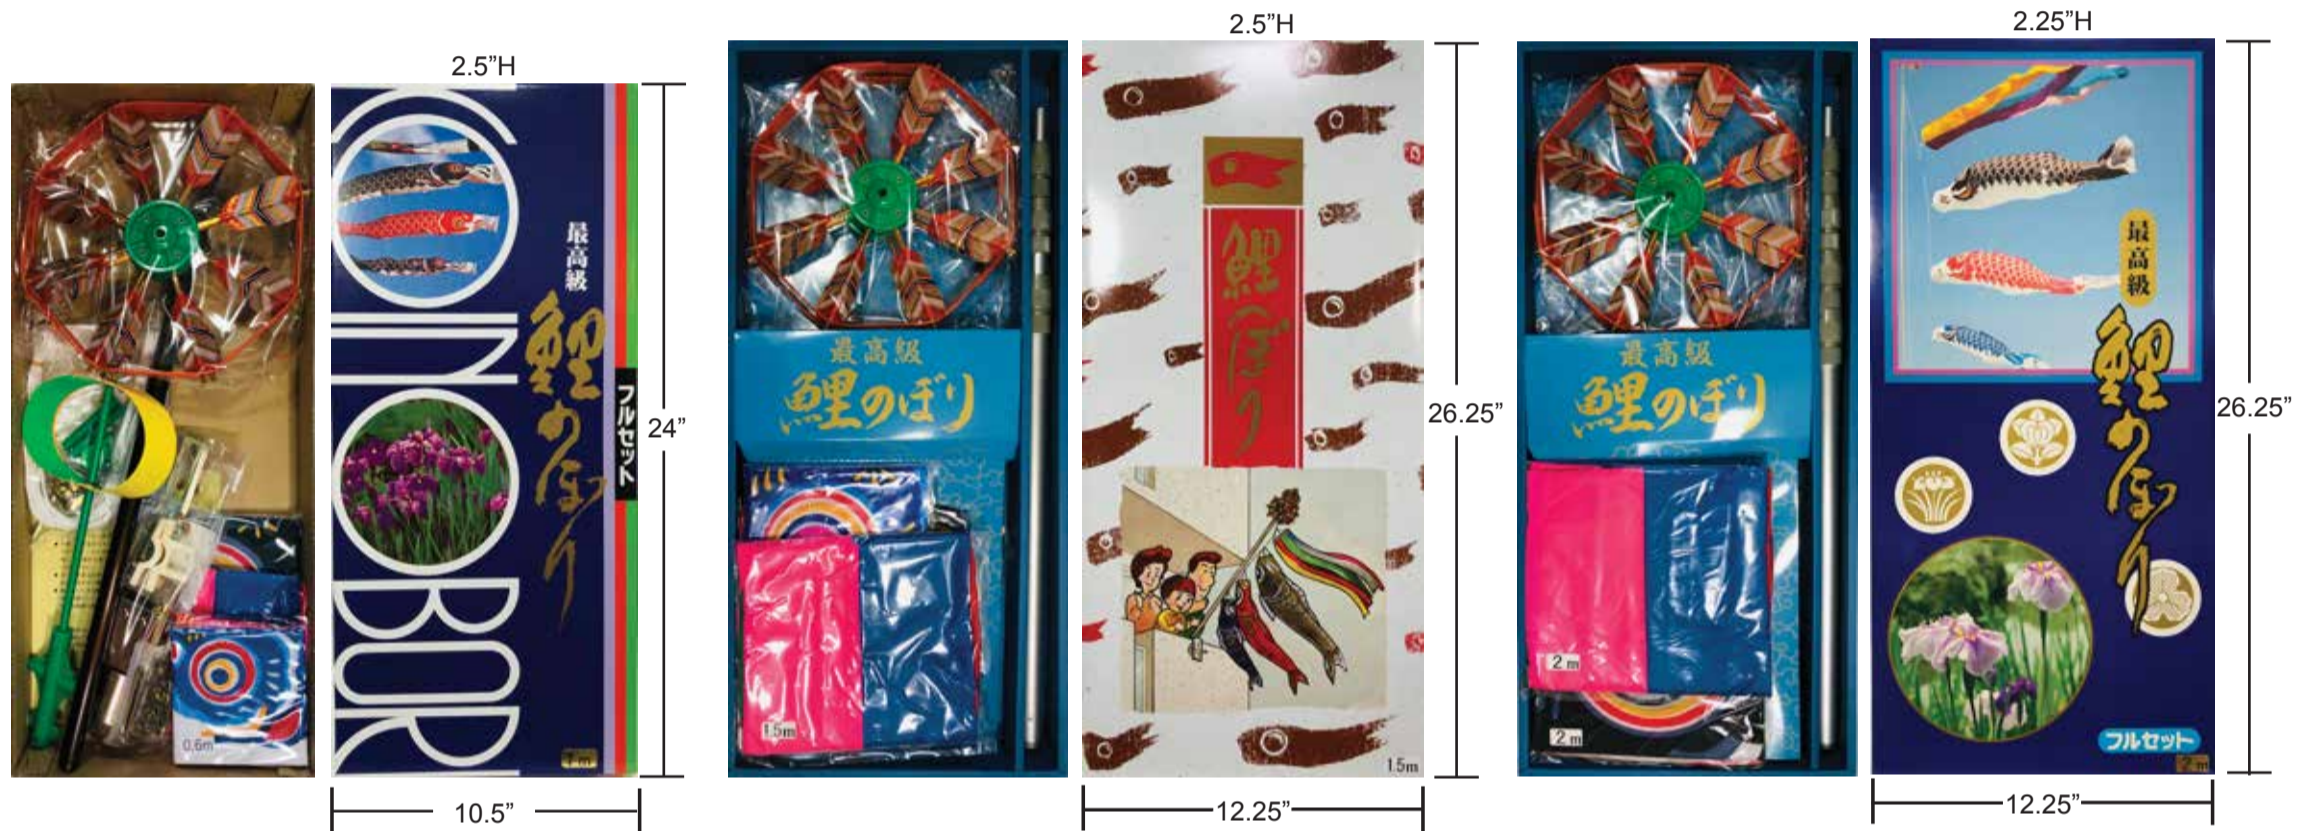 2.5”H
最高級
鯉のぼり
フルセット
KOINOBORI
1m
24”
10.5”
0.6m
2.5”H
最高級
鯉のぼり
1.5m
鯉のぼり
1.5m
26.25”
12.25”
2.25”H
最高級
鯉のぼり
2m
2m
最高級
鯉のぼり
フルセット
2m
26.25”
12.25”